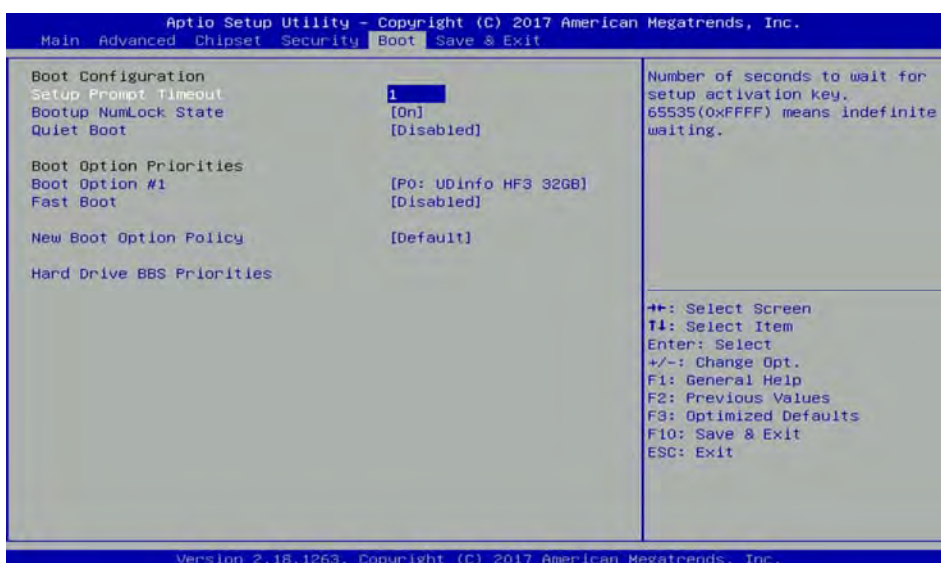 Aptio Setup Utility – Copyright (C) 2017 American Megatrends, Inc.
Main Advanced Chipset Security Boot Save & Exit
Boot Configuration
Setup Prompt Timeout 1
Bootup NumLock State [On]
Quiet Boot [Disabled]
Boot Option Priorities
Boot Option #1 [P0: UDinfo HF3 32GB]
Fast Boot [Disabled]
New Boot Option Policy [Default]
Hard Drive BBS Priorities
Number of seconds to wait for
setup activation key.
65535(0xFFFF) means indefinite
waiting.
→←: Select Screen
↑↓: Select Item
Enter: Select
+/-: Change Opt.
F1: General Help
F2: Previous Values
F3: Optimized Defaults
F10: Save & Exit
ESC: Exit
Version 2.18.1263. Copyright (C) 2017 American Megatrends, Inc.